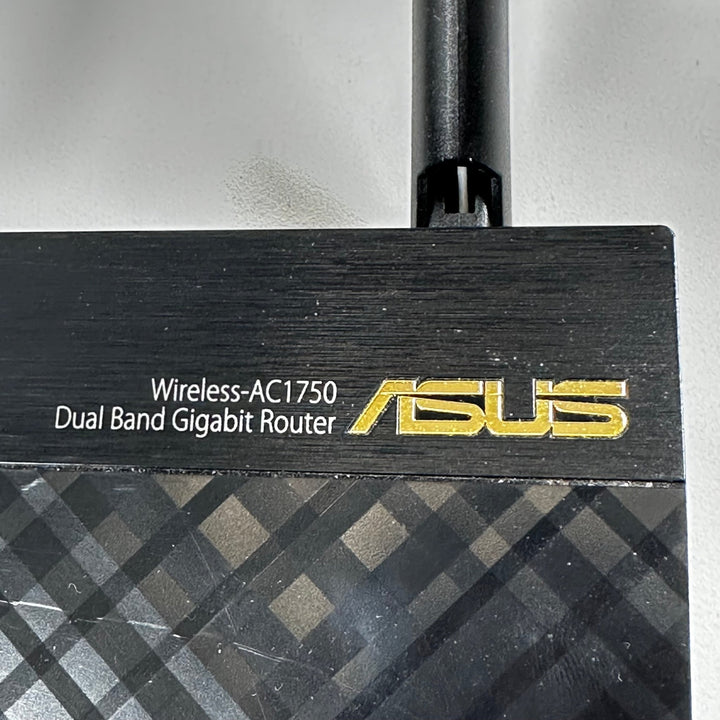 Wireless-AC1750
Dual Band Gigabit Router
ASUS